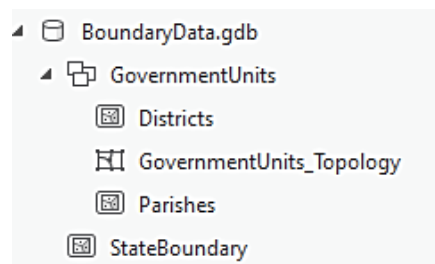 BoundaryData.gdb
GovernmentUnits
Districts
GovernmentUnits_Topology
Parishes
StateBoundary